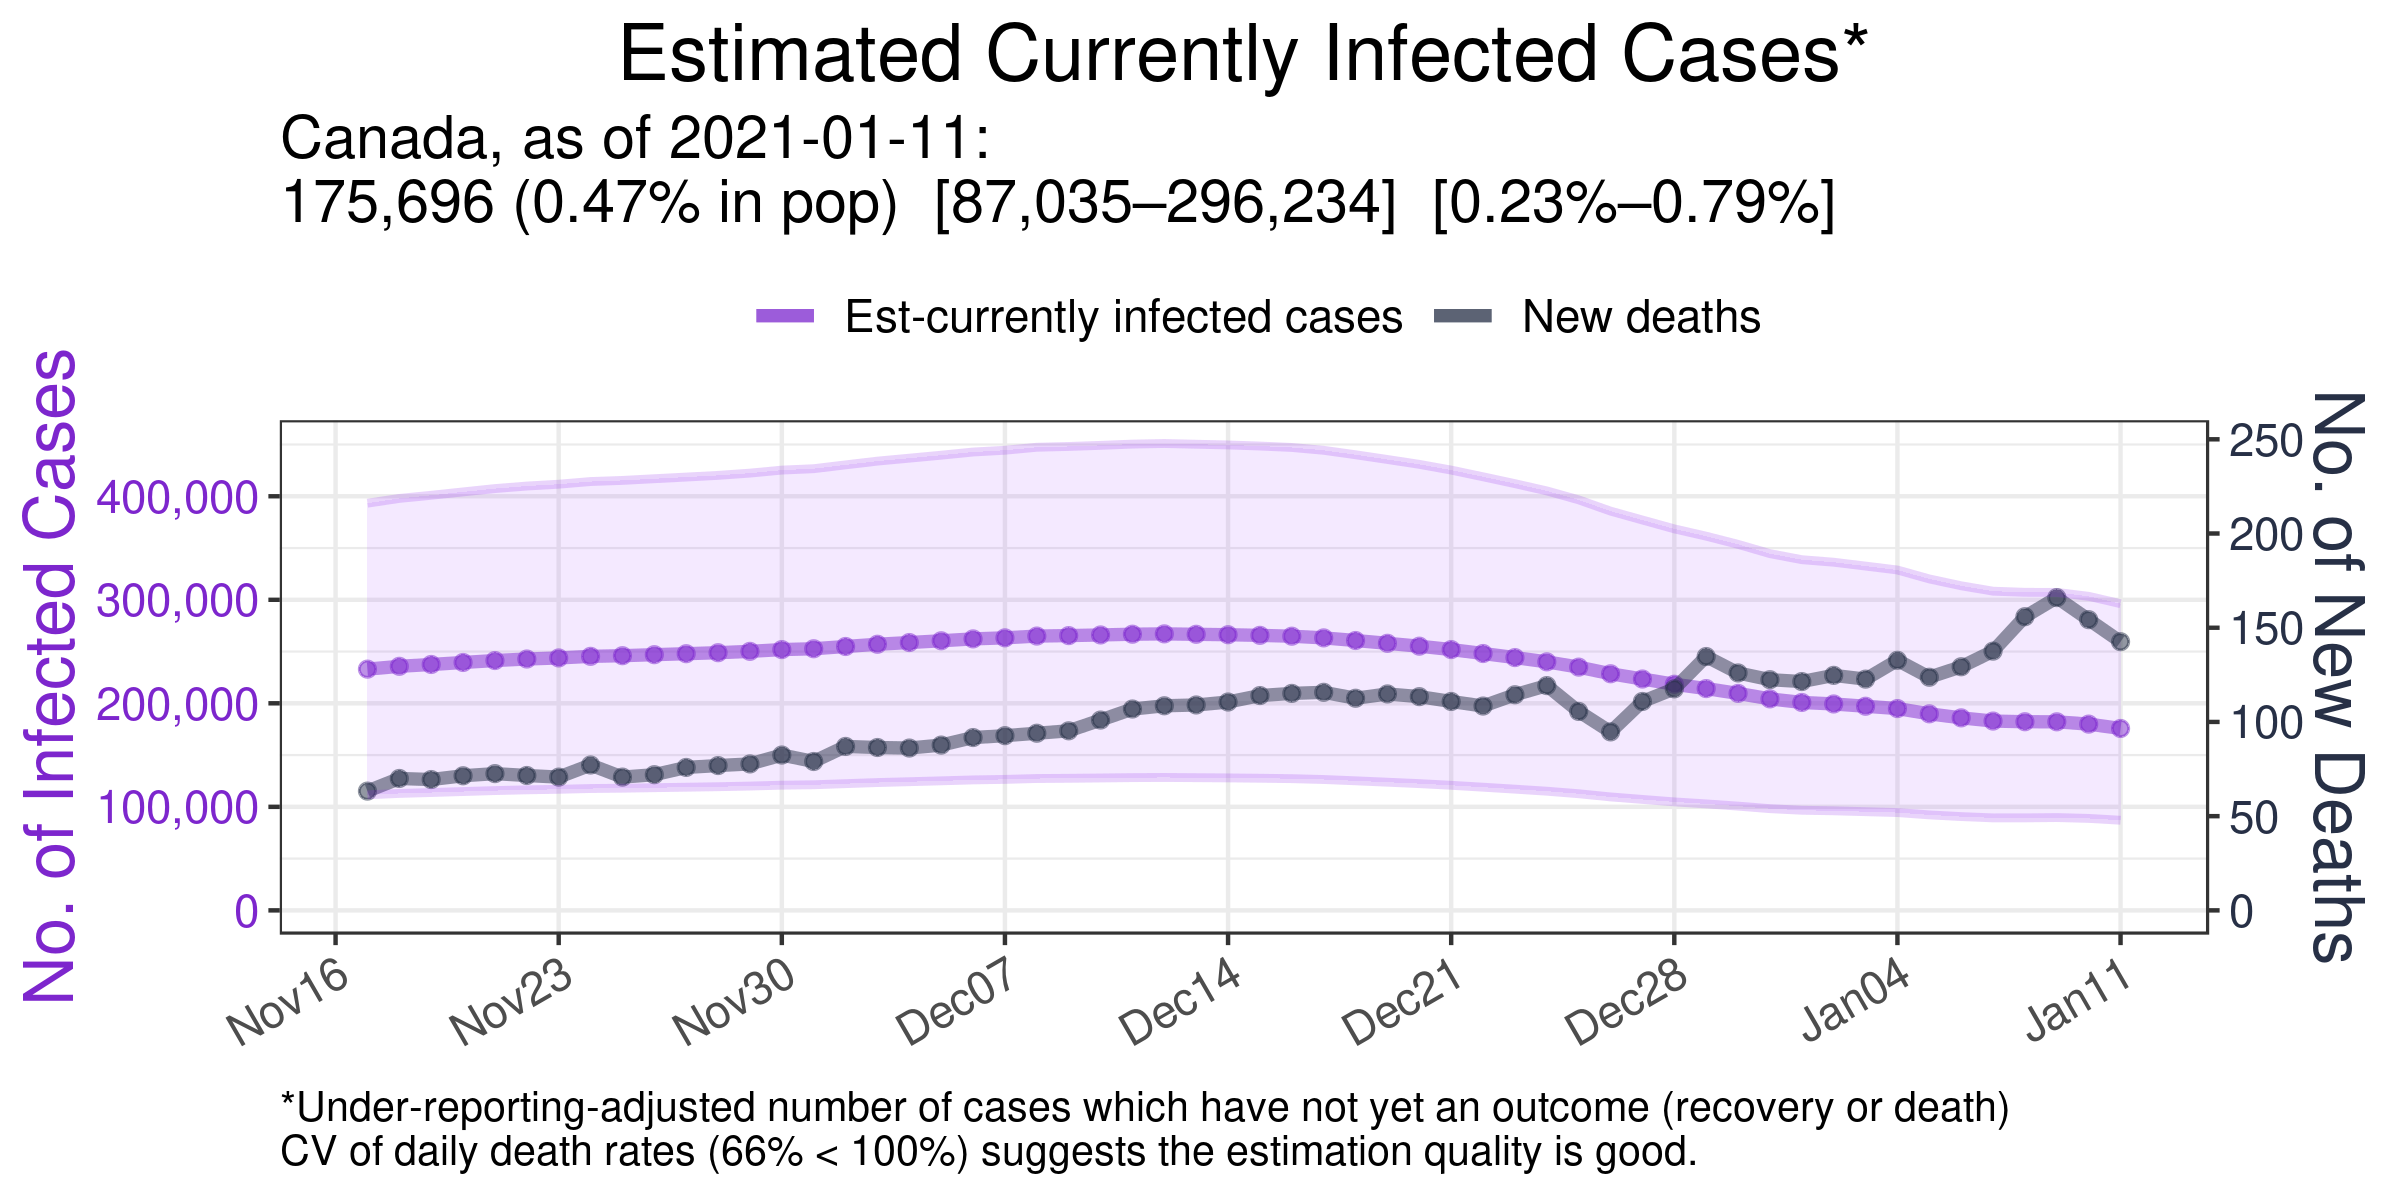 Estimated Currently Infected Cases*
Canada, as of 2021-01-11:
175,696 (0.47% in pop)  [87,035–296,234]  [0.23%–0.79%]
Est-currently infected cases
New deaths
No. of Infected Cases
400,000
300,000
200,000
100,000
0
No. of New Deaths
250
200
150
100
50
0
Nov16
Nov23
Nov30
Dec07
Dec14
Dec21
Dec28
Jan04
Jan11
*Under-reporting-adjusted number of cases which have not yet an outcome (recovery or death)
CV of daily death rates (66% < 100%) suggests the estimation quality is good.